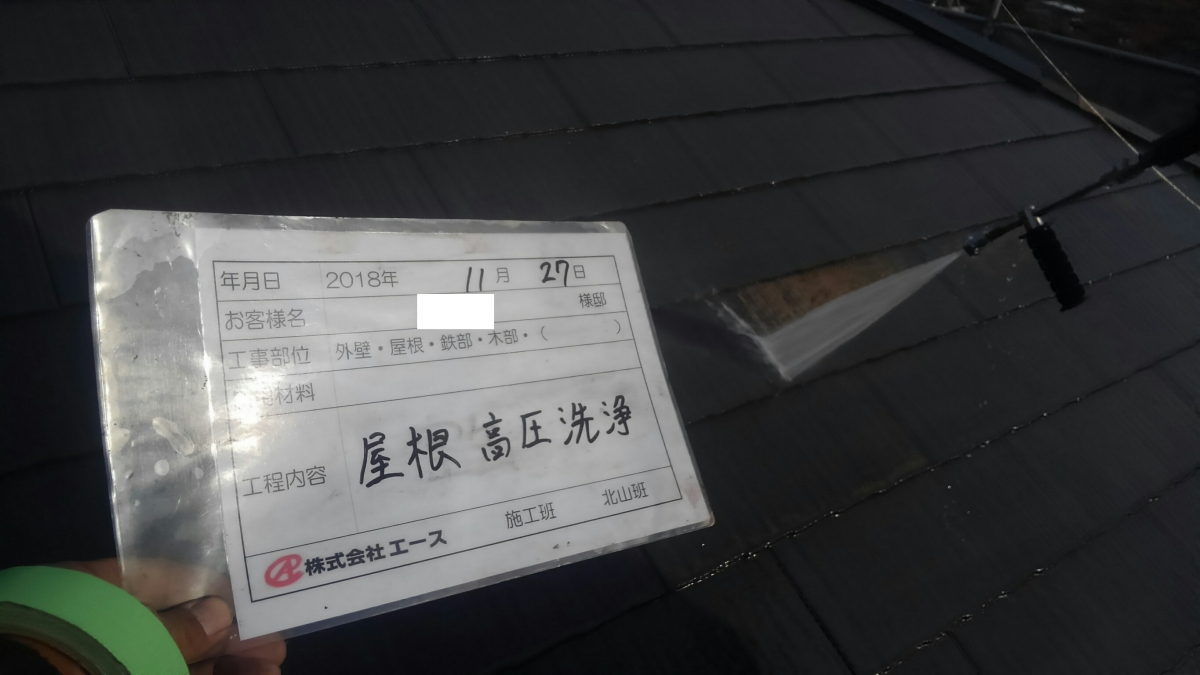 年月日 2018年 11月 27日
お客様名 様邸
工事部位 外壁・屋根・鉄部・木部・( )
材料
工程内容 屋根 高圧洗浄
施工班 北山班
株式会社エース